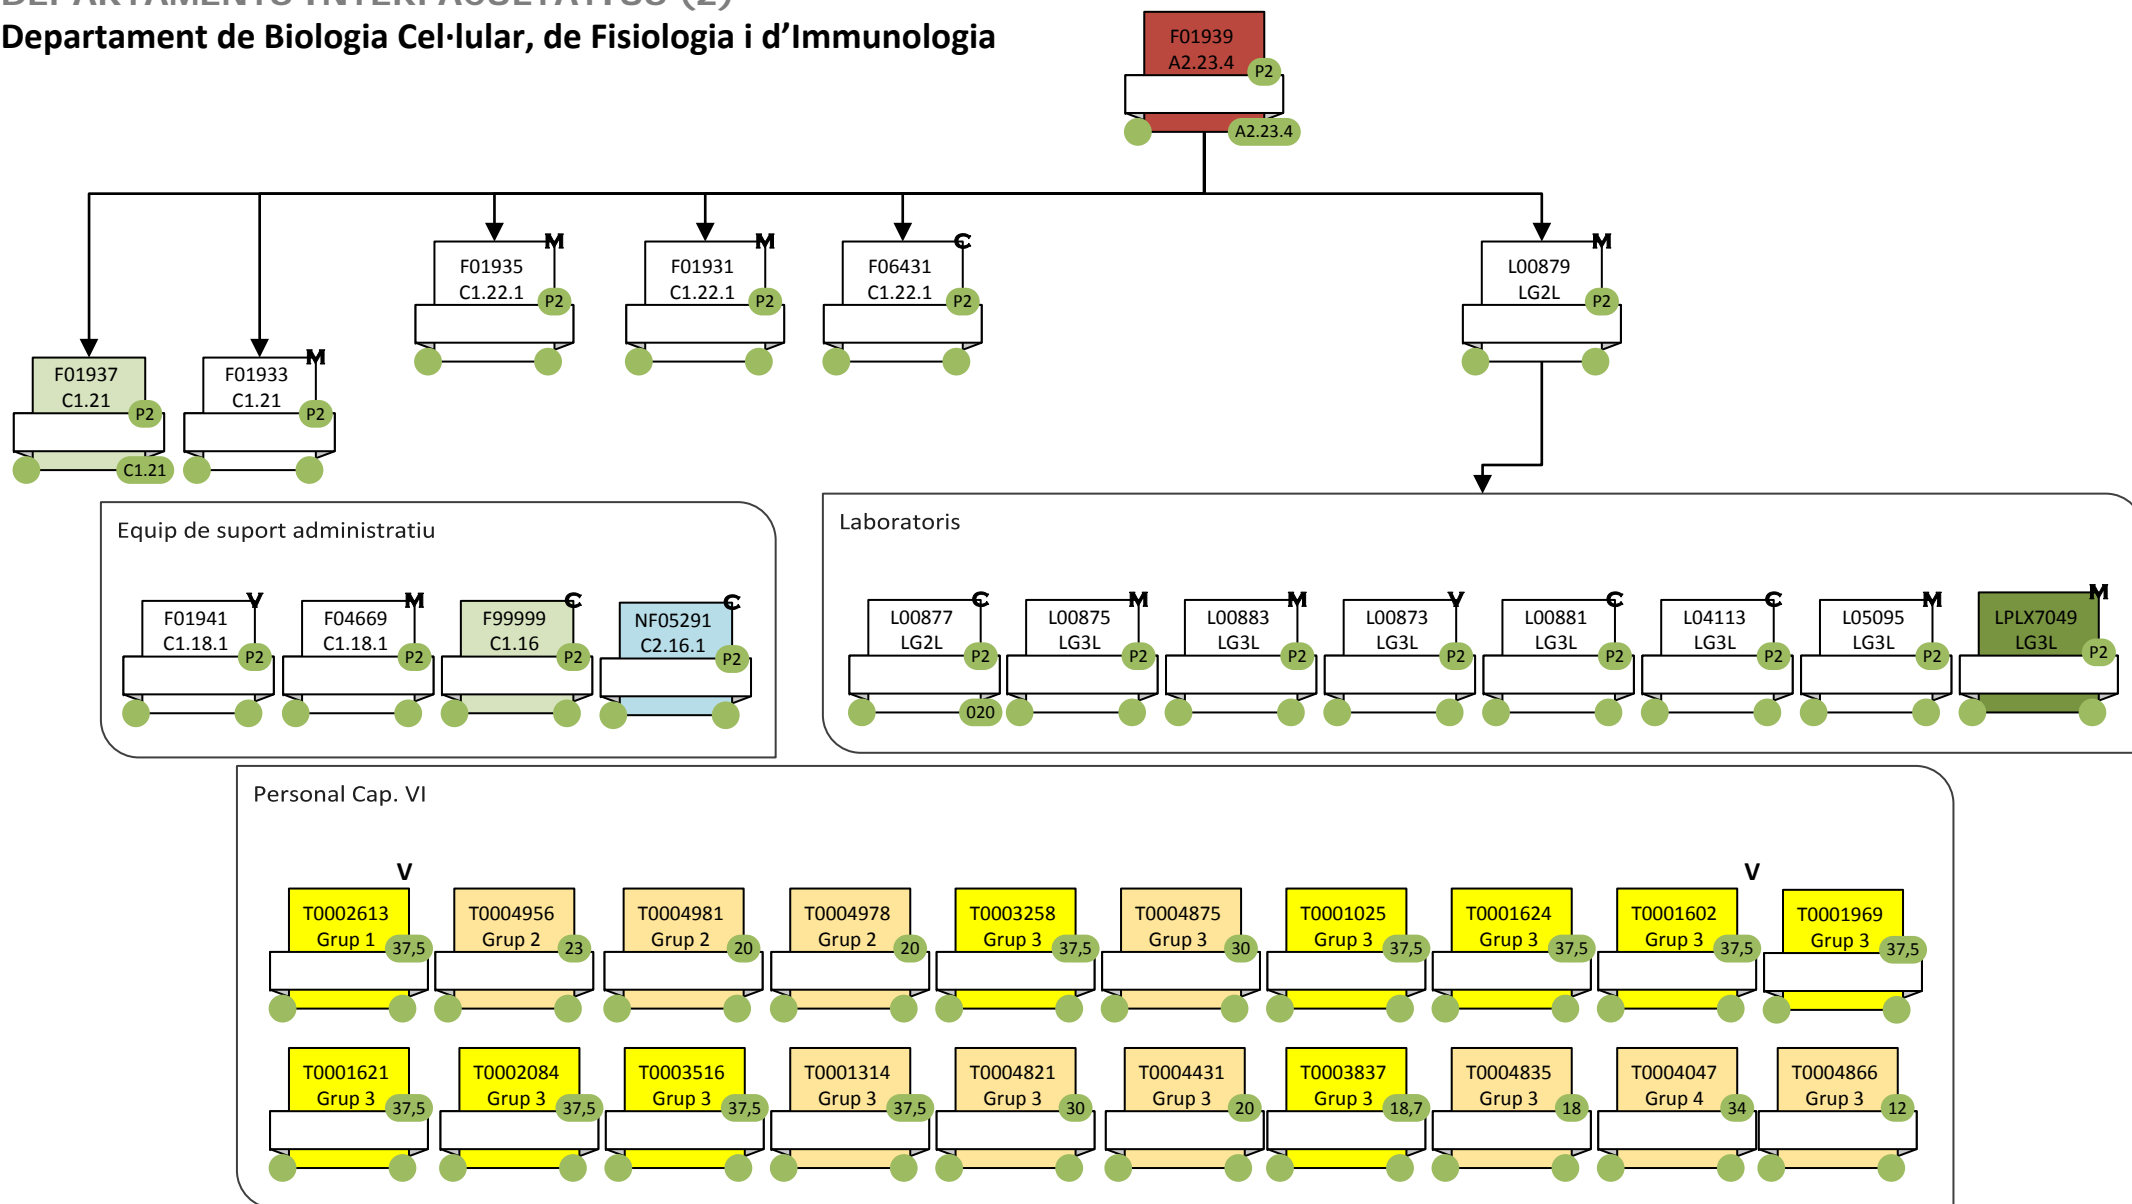 DEPARTAMENTS INTERFACULTATIUS (2)
Departament de Biologia Cel·lular, de Fisiologia i d’Immunologia
F01939
A2.23.4
P2
A2.23.4
M
F01935
C1.22.1
P2
M
F01931
C1.22.1
P2
C
F06431
C1.22.1
P2
M
L00879
LG2L
P2
F01937
C1.21
P2
C1.21
M
F01933
C1.21
P2
Equip de suport administratiu
V
F01941
C1.18.1
P2
M
F04669
C1.18.1
P2
C
F99999
C1.16
P2
C
NF05291
C2.16.1
P2
Laboratoris
C
L00877
LG2L
P2
020
M
L00875
LG3L
P2
M
L00883
LG3L
P2
V
L00873
LG3L
P2
C
L00881
LG3L
P2
C
L04113
LG3L
P2
M
L05095
LG3L
P2
M
LPLX7049
LG3L
P2
Personal Cap. VI
V
T0002613
Grup 1
37,5
T0004956
Grup 2
23
T0004981
Grup 2
20
T0004978
Grup 2
20
T0003258
Grup 3
37,5
T0004875
Grup 3
30
T0001025
Grup 3
37,5
T0001624
Grup 3
37,5
V
T0001602
Grup 3
37,5
T0001969
Grup 3
37,5
T0001621
Grup 3
37,5
T0002084
Grup 3
37,5
T0003516
Grup 3
37,5
T0001314
Grup 3
37,5
T0004821
Grup 3
30
T0004431
Grup 3
20
T0003837
Grup 3
18,7
T0004835
Grup 3
18
T0004047
Grup 4
34
T0004866
Grup 3
12